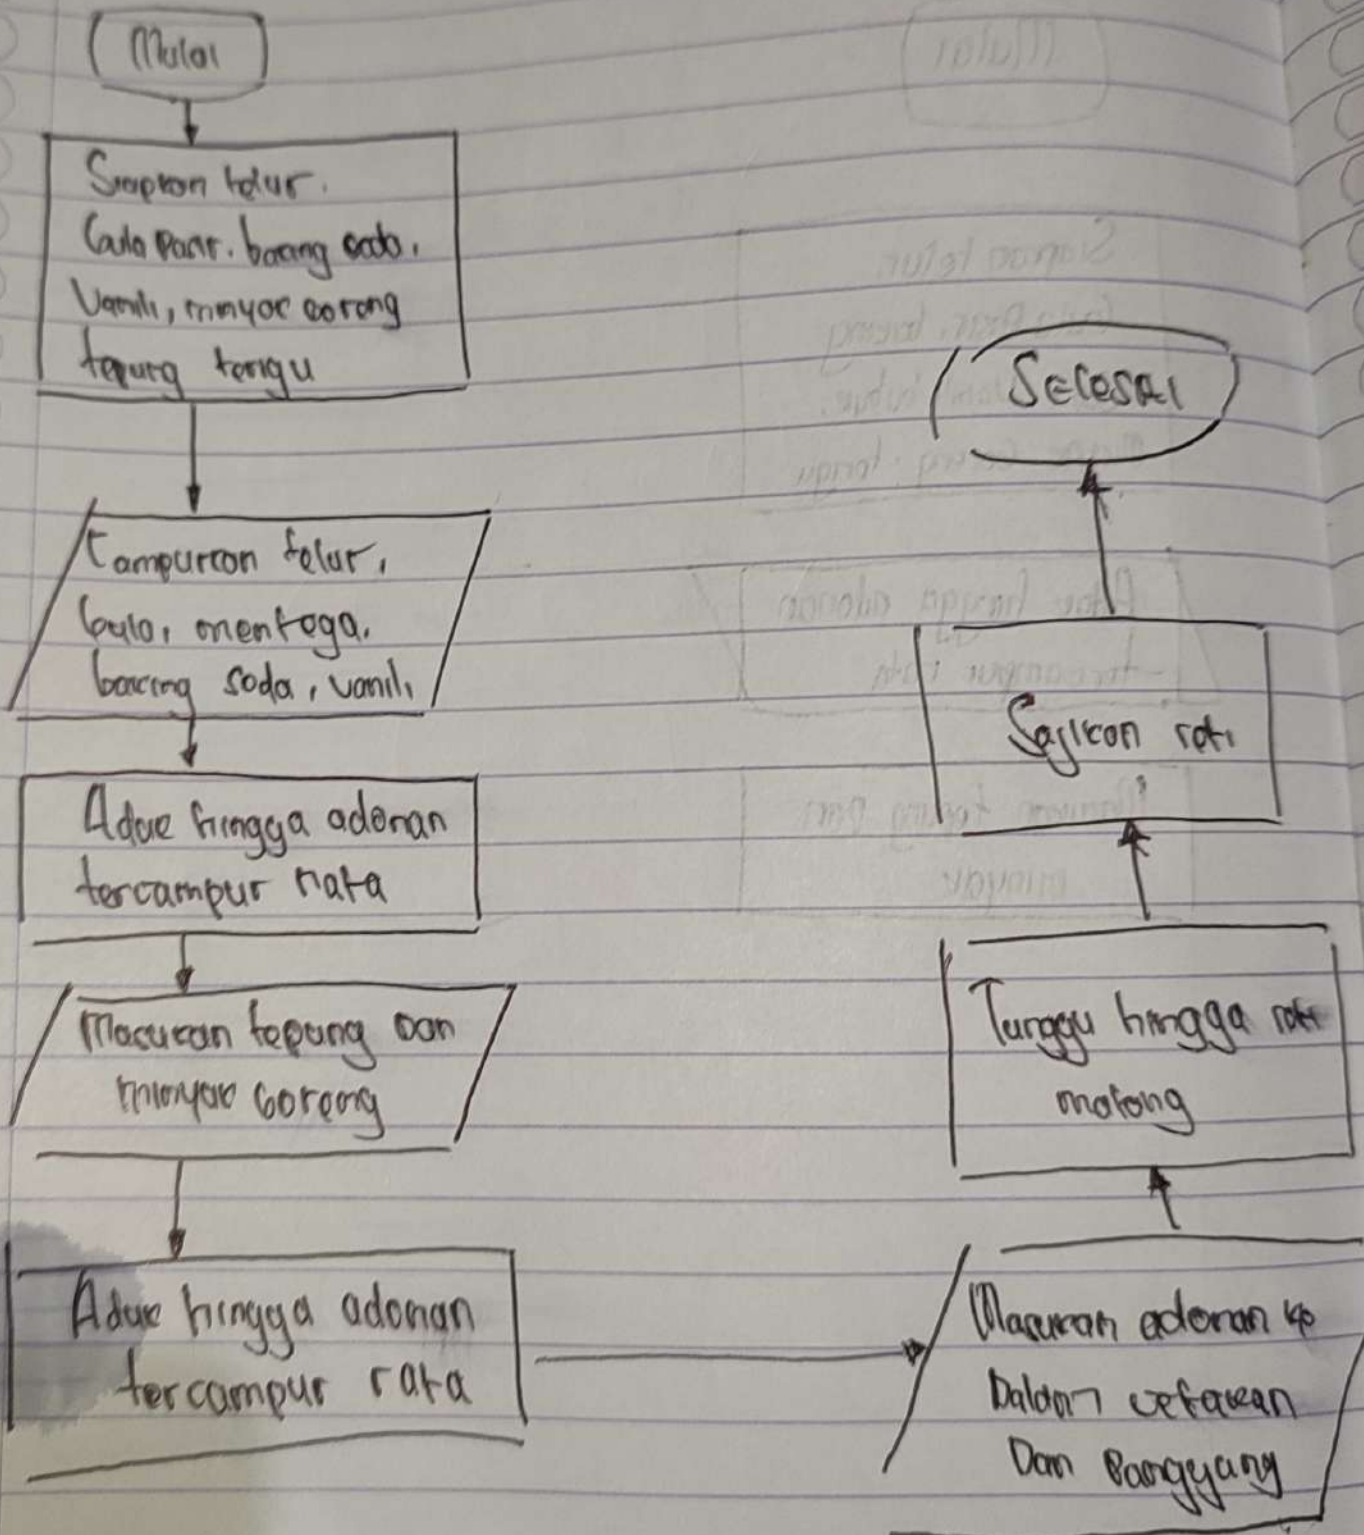 Mulai
Siapkan telur.
Gula Pasir. baking soda.
Vanili, minyak goreng
tepung terigu
Campurkan telur,
Gula, mentega.
baking soda, vanili
Aduk hingga adonan
tercampur rata
Masukan tepung dan
minyak Goreng
Aduk hingga adonan
tercampur rata
Masukan adonan ke
Dalam cetakan
Dan Panggang
Tunggu hingga roti
matang
Sajikan roti
Selesai